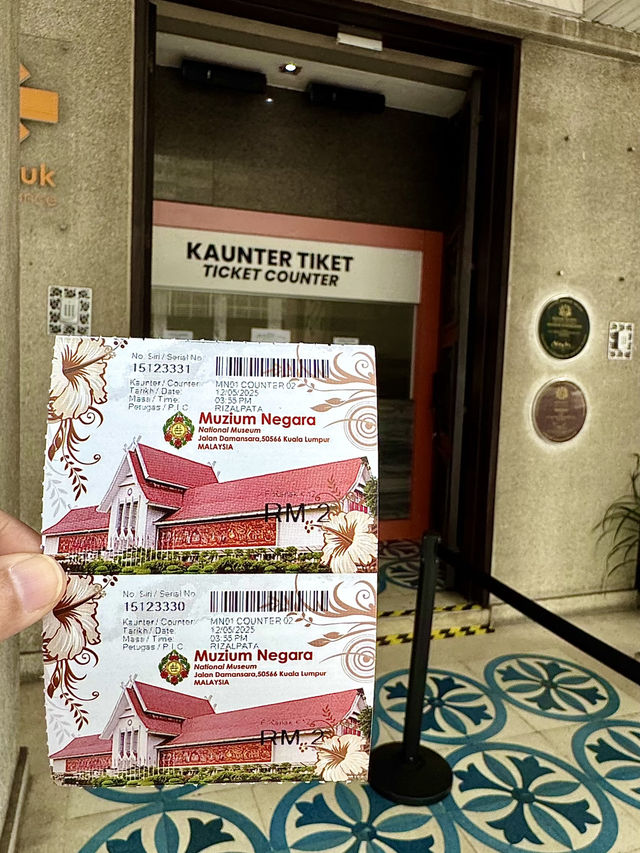 uk
KAUNTER TIKET
TICKET COUNTER
No. Siri / Serial No.
15123331
Kaunter / Counter: MN01 COUNTER 02
Tarikh / Date: 12/05/2025
Masa / Time: 03:55 PM
Petugas / P.I.C RIZALPATA
Muzium Negara
National Museum
Jalan Damansara,50566 Kuala Lumpur
MALAYSIA
RM 2
No. Siri / Serial No.
15123330
Kaunter / Counter: MN01 COUNTER 02
Tarikh / Date: 12/05/2025
Masa / Time: 03:55 PM
Petugas / P.I.C RIZALPATA
Muzium Negara
National Museum
Jalan Damansara,50566 Kuala Lumpur
MALAYSIA
RM 2